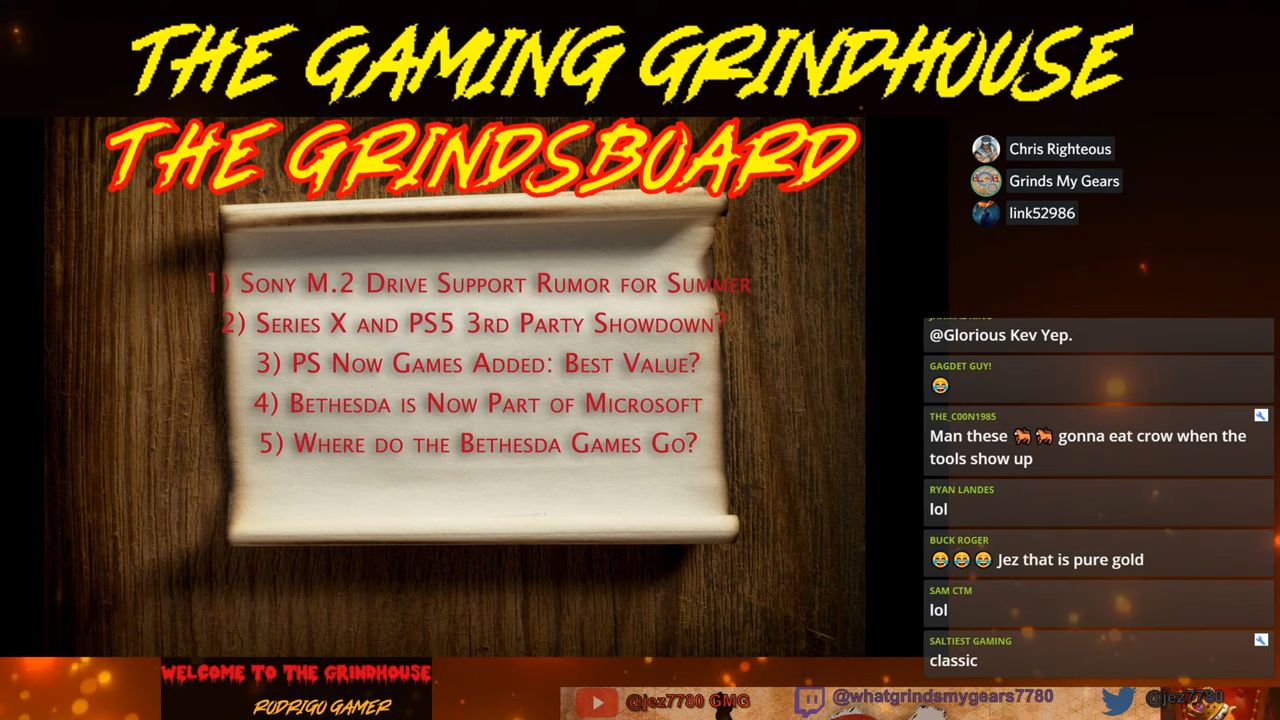 THE GAMING GRINDHOUSE
THE GRINDSBOARD
1) Sony M.2 Drive Support Rumor for Summer
2) Series X and PS5 3rd Party Showdown?
3) PS Now Games Added: Best Value?
4) Bethesda is Now Part of Microsoft
5) Where do the Bethesda Games Go?
Chris Righteous
Grinds My Gears
link52986
@Glorious Kev Yep.
GAGDET GUY!
😂
THE_C00N1985
Man these 🐂 🐂 gonna eat crow when the
tools show up
RYAN LANDES
lol
BUCK ROGER
😂 😂 😂 Jez that is pure gold
SAM CTM
lol
SALTIEST GAMING
classic
WELCOME TO THE GRINDHOUSE
RODRIGO GAMER
@jez7780 GMG
@whatgrindsmygears7780
@jez7780